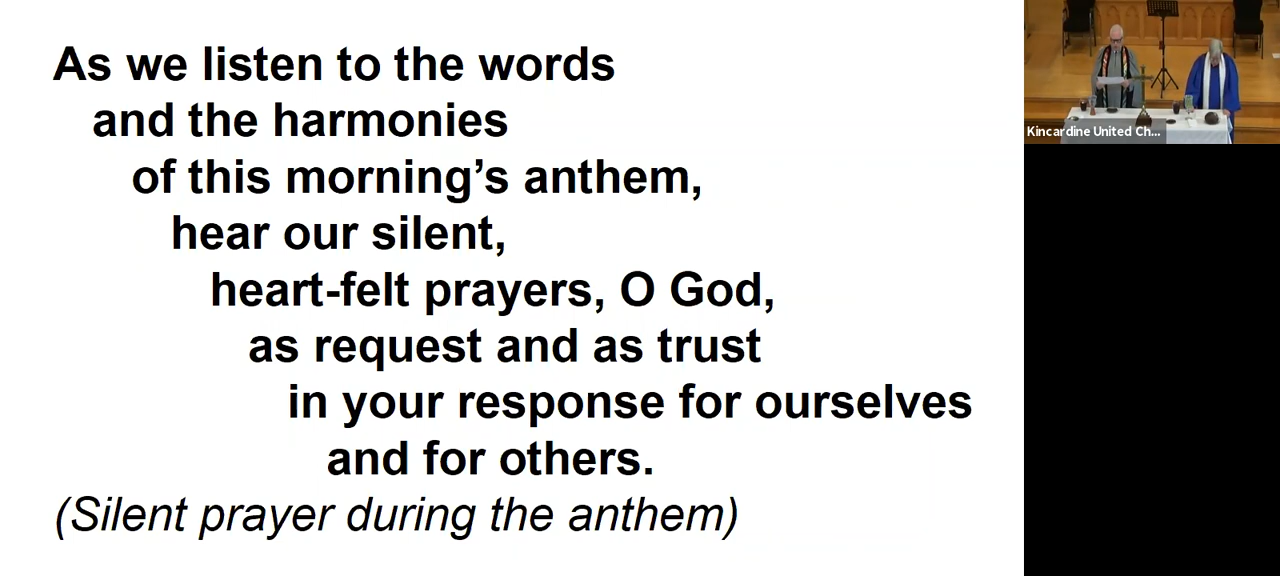 As we listen to the words
and the harmonies
of this morning’s anthem,
hear our silent,
heart-felt prayers, O God,
as request and as trust
in your response for ourselves
and for others.
(Silent prayer during the anthem)
Kincardine United Ch...